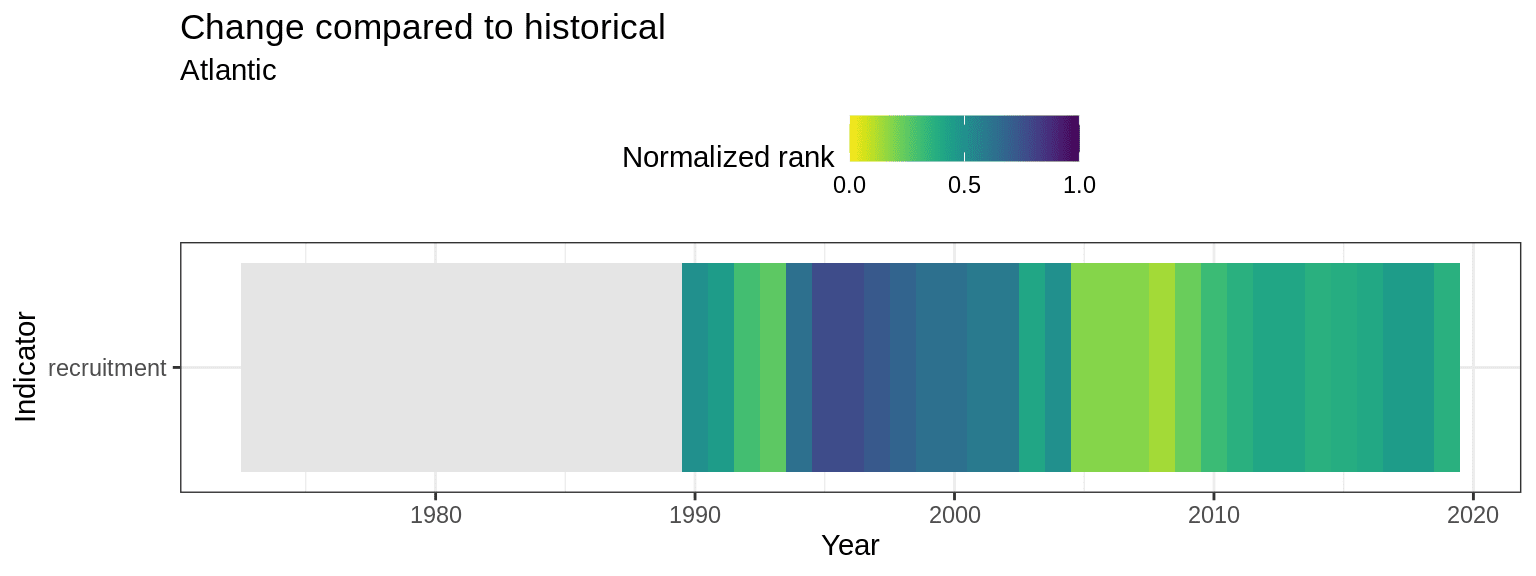 Change compared to historical
Atlantic
Normalized rank
0.0 0.5 1.0
Indicator
recruitment
1980 1990 2000 2010 2020
Year